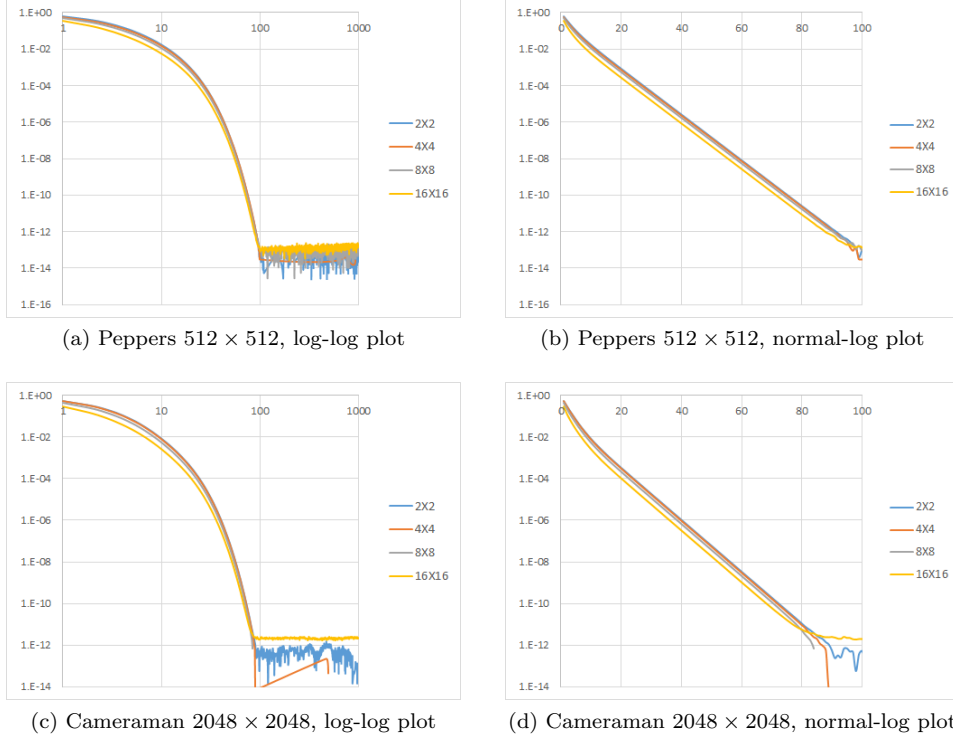 1.E+00
1.E-02
1.E-04
1.E-06
1.E-08
1.E-10
1.E-12
1.E-14
1.E-16
1 10 100 1000
2X2
4X4
8X8
16X16
(a) Peppers 512 × 512, log-log plot
1.E+00
1.E-02
1.E-04
1.E-06
1.E-08
1.E-10
1.E-12
1.E-14
1.E-16
0 20 40 60 80 100
2X2
4X4
8X8
16X16
(b) Peppers 512 × 512, normal-log plot
1.E+00
1.E-02
1.E-04
1.E-06
1.E-08
1.E-10
1.E-12
1.E-14
1 10 100 1000
2X2
4X4
8X8
16X16
(c) Cameraman 2048 × 2048, log-log plot
1.E+00
1.E-02
1.E-04
1.E-06
1.E-08
1.E-10
1.E-12
1.E-14
0 20 40 60 80 100
2X2
4X4
8X8
16X16
(d) Cameraman 2048 × 2048, normal-log plot